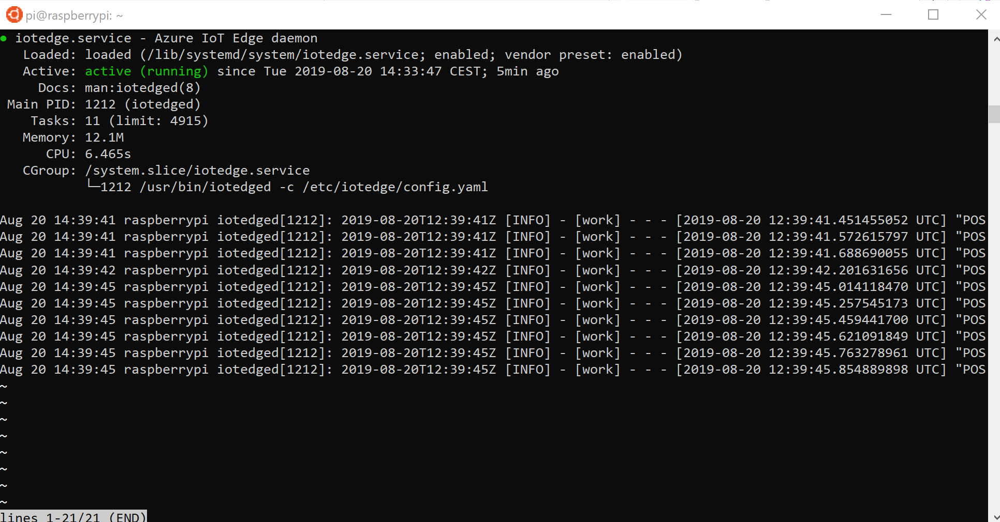 pi@raspberrypi: ~
● iotedge.service - Azure IoT Edge daemon
Loaded: loaded (/lib/systemd/system/iotedge.service; enabled; vendor preset: enabled)
Active: active (running) since Tue 2019-08-20 14:33:47 CEST; 5min ago
Docs: man:iotedged(8)
Main PID: 1212 (iotedged)
Tasks: 11 (limit: 4915)
Memory: 12.1M
CPU: 6.465s
CGroup: /system.slice/iotedge.service
└─1212 /usr/bin/iotedged -c /etc/iotedge/config.yaml
Aug 20 14:39:41 raspberrypi iotedged[1212]: 2019-08-20T12:39:41Z [INFO] - [work] - - - [2019-08-20 12:39:41.451455052 UTC] "POS
Aug 20 14:39:41 raspberrypi iotedged[1212]: 2019-08-20T12:39:41Z [INFO] - [work] - - - [2019-08-20 12:39:41.572615797 UTC] "POS
Aug 20 14:39:41 raspberrypi iotedged[1212]: 2019-08-20T12:39:41Z [INFO] - [work] - - - [2019-08-20 12:39:41.688690055 UTC] "POS
Aug 20 14:39:42 raspberrypi iotedged[1212]: 2019-08-20T12:39:42Z [INFO] - [work] - - - [2019-08-20 12:39:42.201631656 UTC] "POS
Aug 20 14:39:45 raspberrypi iotedged[1212]: 2019-08-20T12:39:45Z [INFO] - [work] - - - [2019-08-20 12:39:45.014118470 UTC] "POS
Aug 20 14:39:45 raspberrypi iotedged[1212]: 2019-08-20T12:39:45Z [INFO] - [work] - - - [2019-08-20 12:39:45.257545173 UTC] "POS
Aug 20 14:39:45 raspberrypi iotedged[1212]: 2019-08-20T12:39:45Z [INFO] - [work] - - - [2019-08-20 12:39:45.459441700 UTC] "POS
Aug 20 14:39:45 raspberrypi iotedged[1212]: 2019-08-20T12:39:45Z [INFO] - [work] - - - [2019-08-20 12:39:45.621091849 UTC] "POS
Aug 20 14:39:45 raspberrypi iotedged[1212]: 2019-08-20T12:39:45Z [INFO] - [work] - - - [2019-08-20 12:39:45.763278961 UTC] "POS
Aug 20 14:39:45 raspberrypi iotedged[1212]: 2019-08-20T12:39:45Z [INFO] - [work] - - - [2019-08-20 12:39:45.854889898 UTC] "POS
~
~
~
~
~
~
~
~
lines 1-21/21 (END)